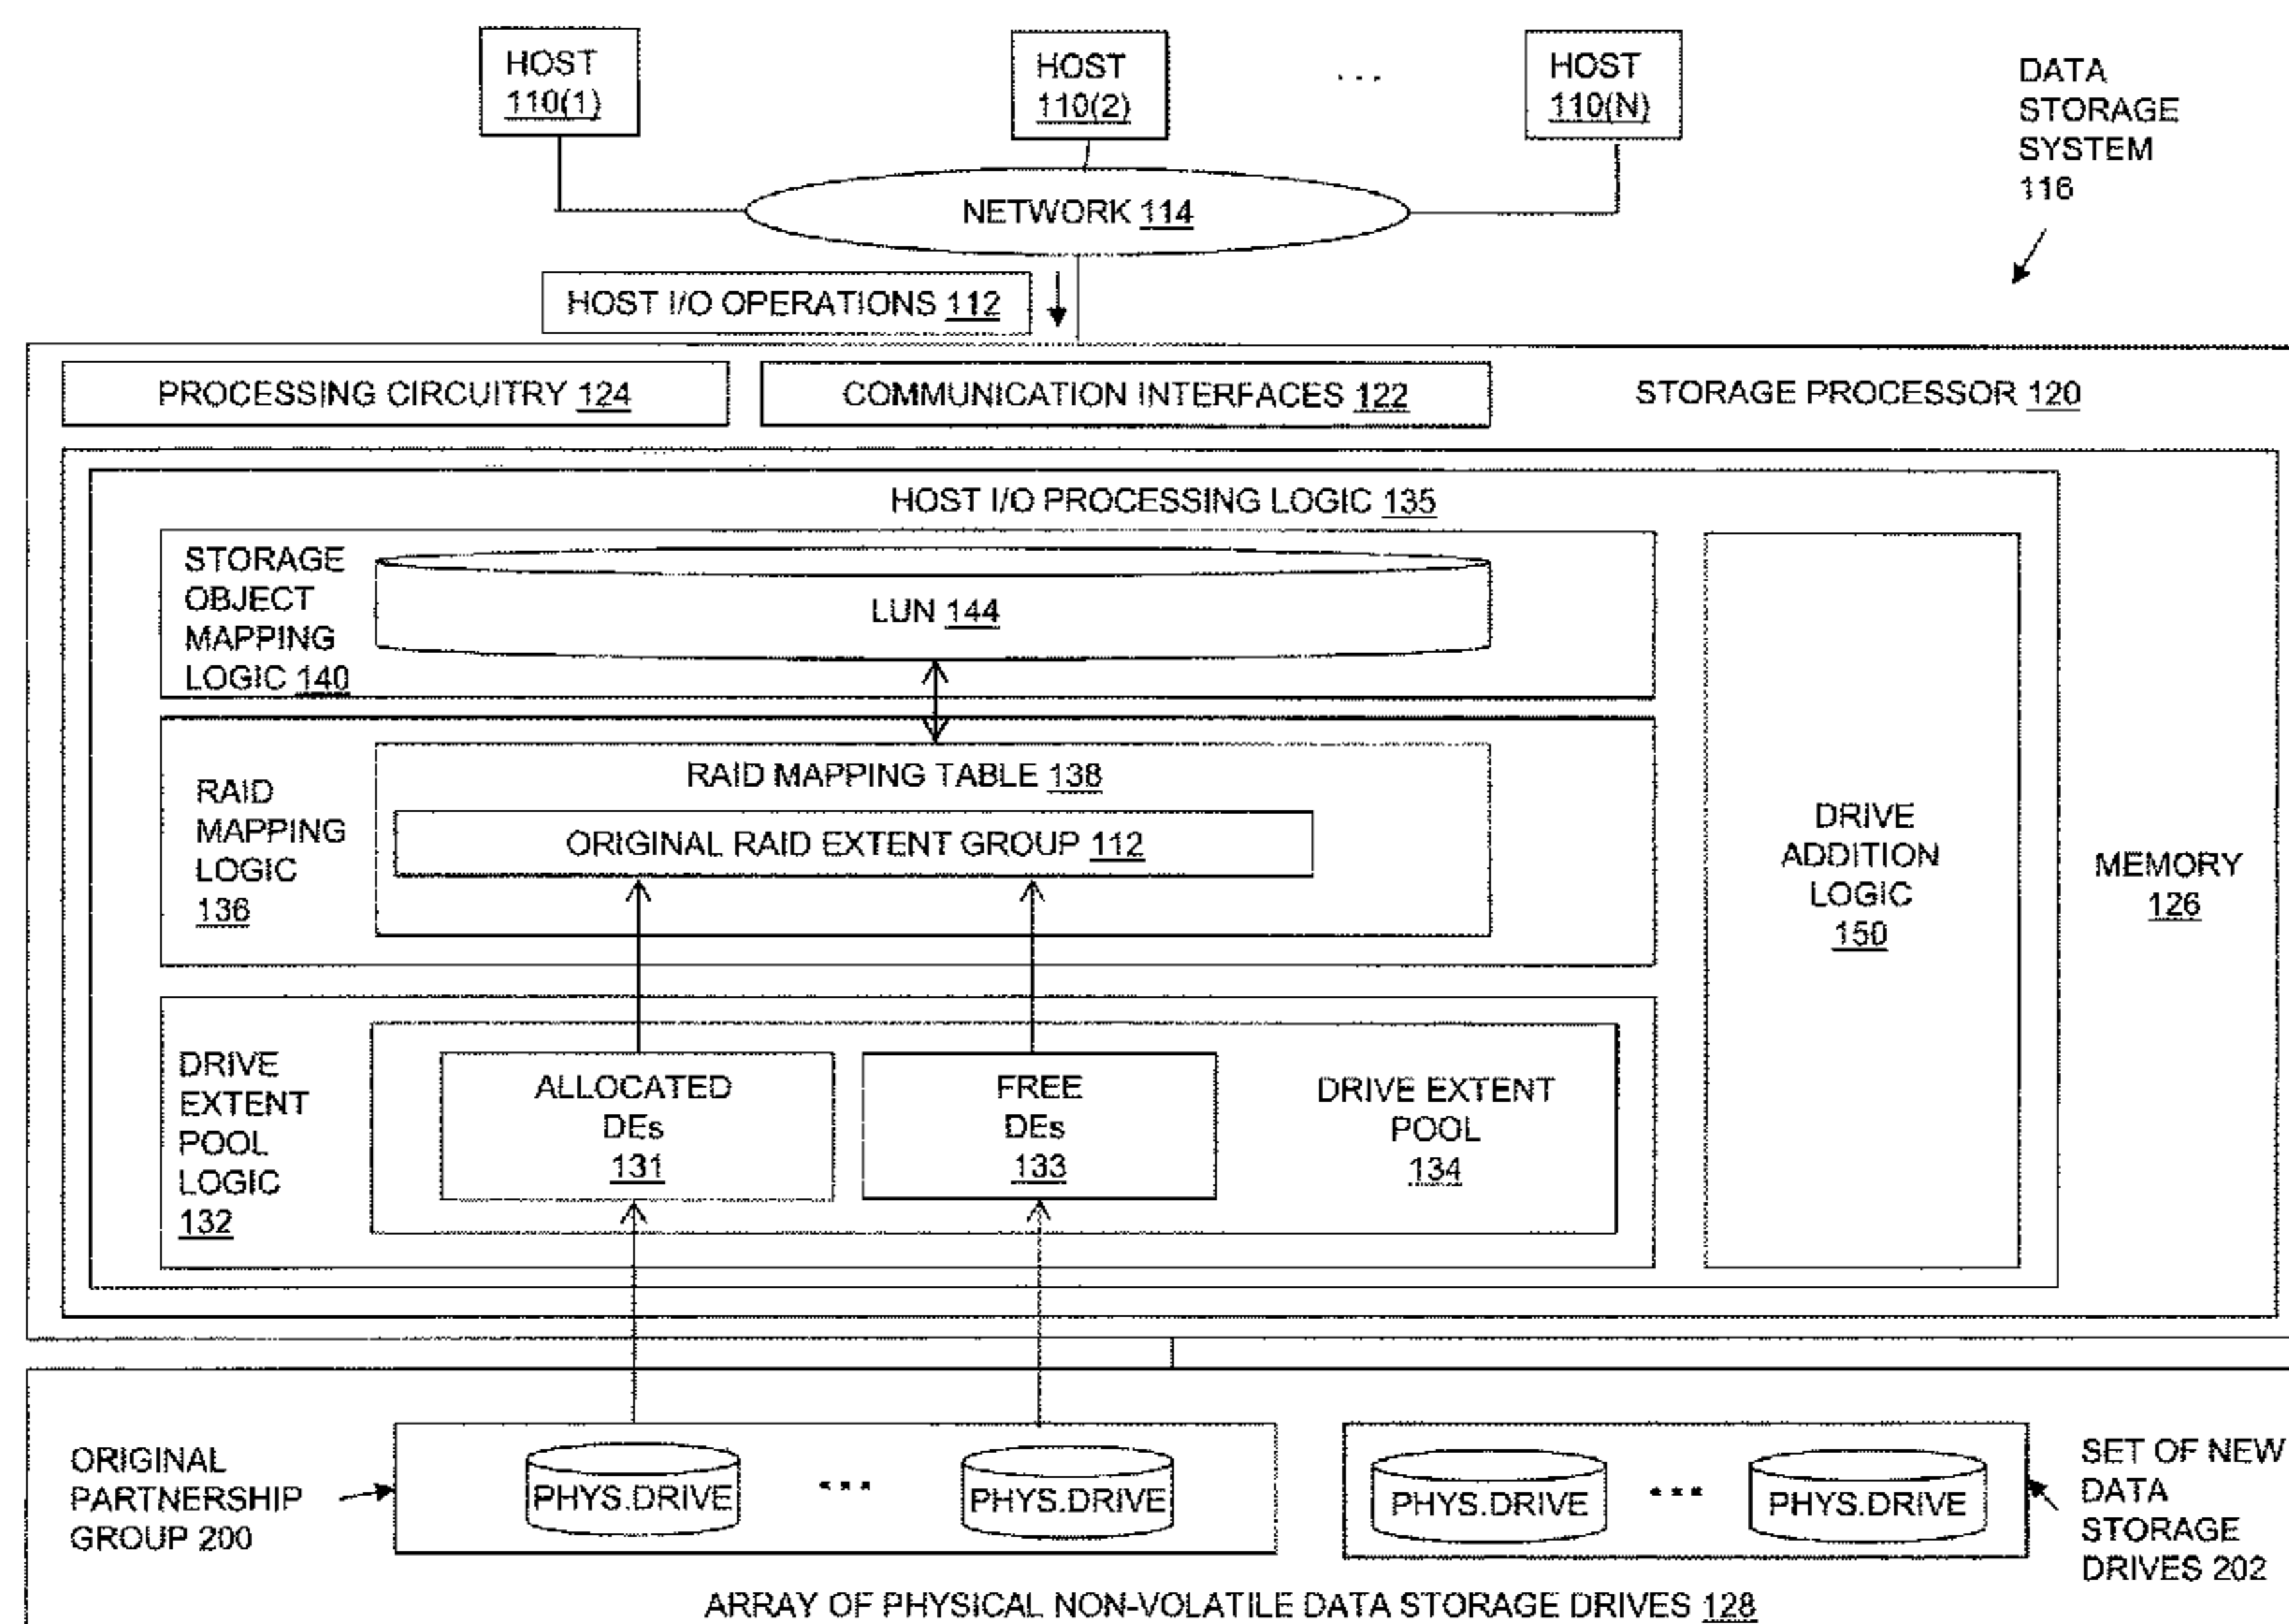 HOST
110(1)
HOST
110(2)
...
HOST
110(N)
DATA
STORAGE
SYSTEM
116
NETWORK 114
HOST I/O OPERATIONS 112
PROCESSING CIRCUITRY 124
COMMUNICATION INTERFACES 122
STORAGE PROCESSOR 120
HOST I/O PROCESSING LOGIC 135
STORAGE
OBJECT
MAPPING
LOGIC 140
LUN 144
RAID
MAPPING
LOGIC
136
RAID MAPPING TABLE 138
ORIGINAL RAID EXTENT GROUP 112
DRIVE
ADDITION
LOGIC
150
MEMORY
126
DRIVE
EXTENT
POOL
LOGIC
132
ALLOCATED
DEs
131
FREE
DEs
133
DRIVE EXTENT
POOL
134
ORIGINAL
PARTNERSHIP
GROUP 200
PHYS.DRIVE
...
PHYS.DRIVE
PHYS.DRIVE
...
PHYS.DRIVE
SET OF NEW
DATA
STORAGE
DRIVES 202
ARRAY OF PHYSICAL NON-VOLATILE DATA STORAGE DRIVES 128